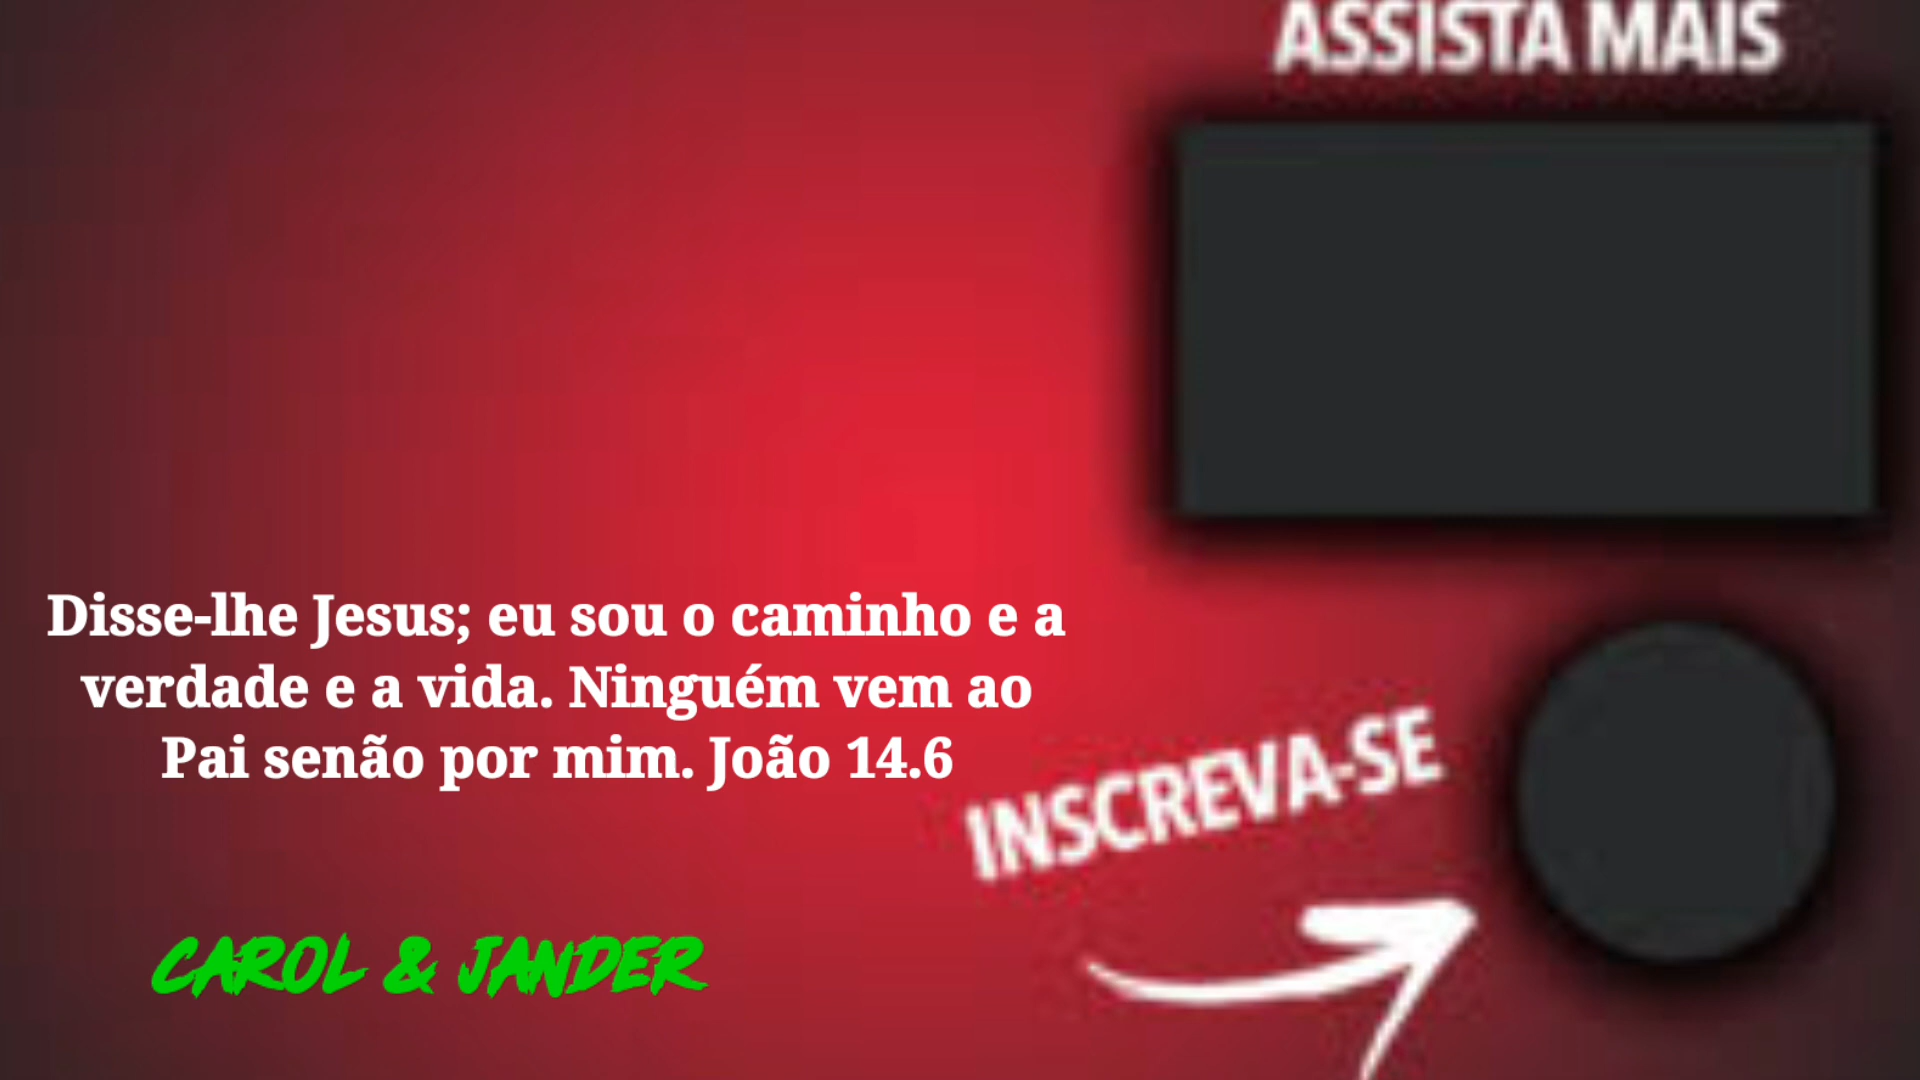 ASSISTA MAIS
Disse-lhe Jesus; eu sou o caminho e a
verdade e a vida. Ninguém vem ao
Pai senão por mim. João 14.6
INSCREVA-SE
CAROL & JANDER